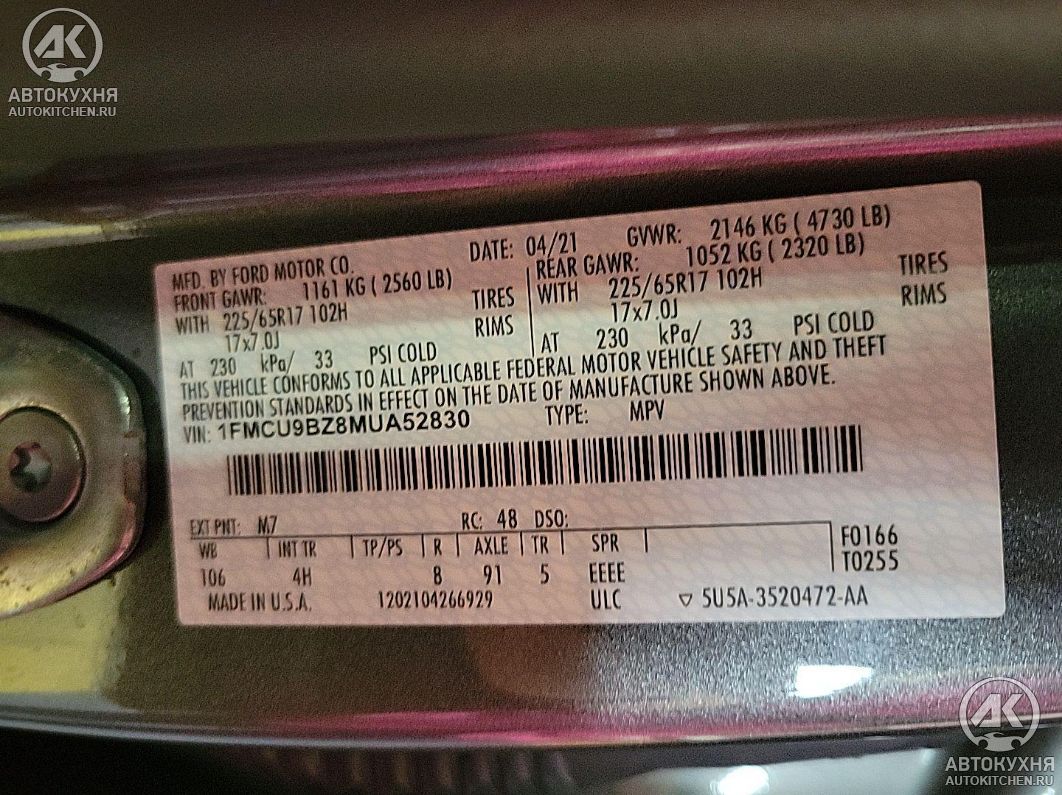 AK
АВТОКУХНЯ
AUTOKITCHEN.RU
MFD. BY FORD MOTOR CO. DATE: 04/21 GVWR: 2146 KG ( 4730 LB)
FRONT GAWR: 1161 KG ( 2560 LB) REAR GAWR: 1052 KG ( 2320 LB)
WITH 225/65R17 102H TIRES WITH 225/65R17 102H TIRES
17x7.0J RIMS 17x7.0J RIMS
AT 230 kPa/ 33 PSI COLD AT 230 kPa/ 33 PSI COLD
THIS VEHICLE CONFORMS TO ALL APPLICABLE FEDERAL MOTOR VEHICLE SAFETY AND THEFT
PREVENTION STANDARDS IN EFFECT ON THE DATE OF MANUFACTURE SHOWN ABOVE.
VIN: 1FMCU9BZ8MUA52830 TYPE: MPV
EXT PNT: M7 RC: 48 DSO:
WB INT TR TP/PS R AXLE TR SPR F0166
T0255
106 4H 8 91 5 EEEE
MADE IN U.S.A. 1202104266929 ULC ▽ 5U5A-3520472-AA
AK
АВТОКУХНЯ
AUTOKITCHEN.RU